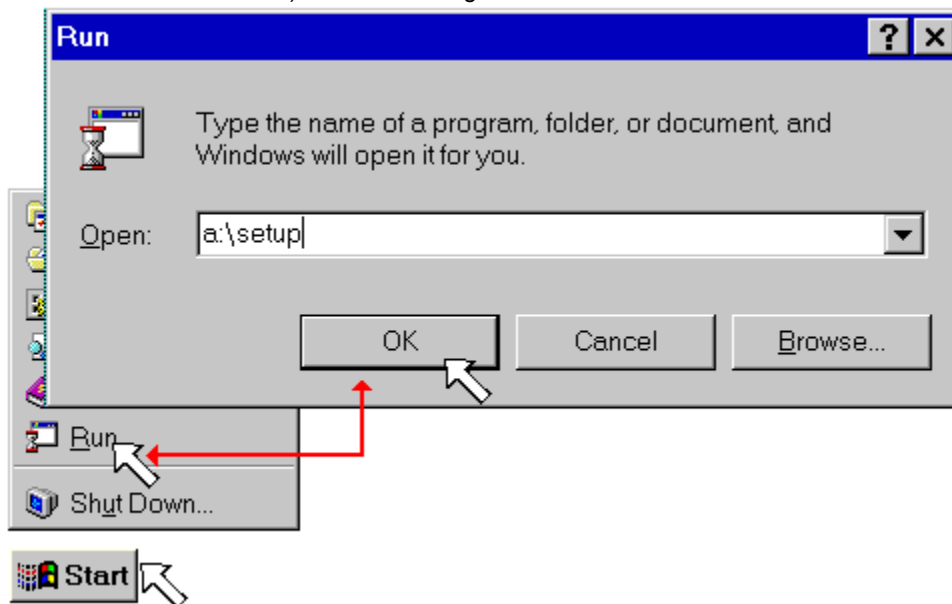 Run
Type the name of a program, folder, or document, and
Windows will open it for you.
Open:
a:\setup
OK
Cancel
Browse...
Run
Shut Down...
Start